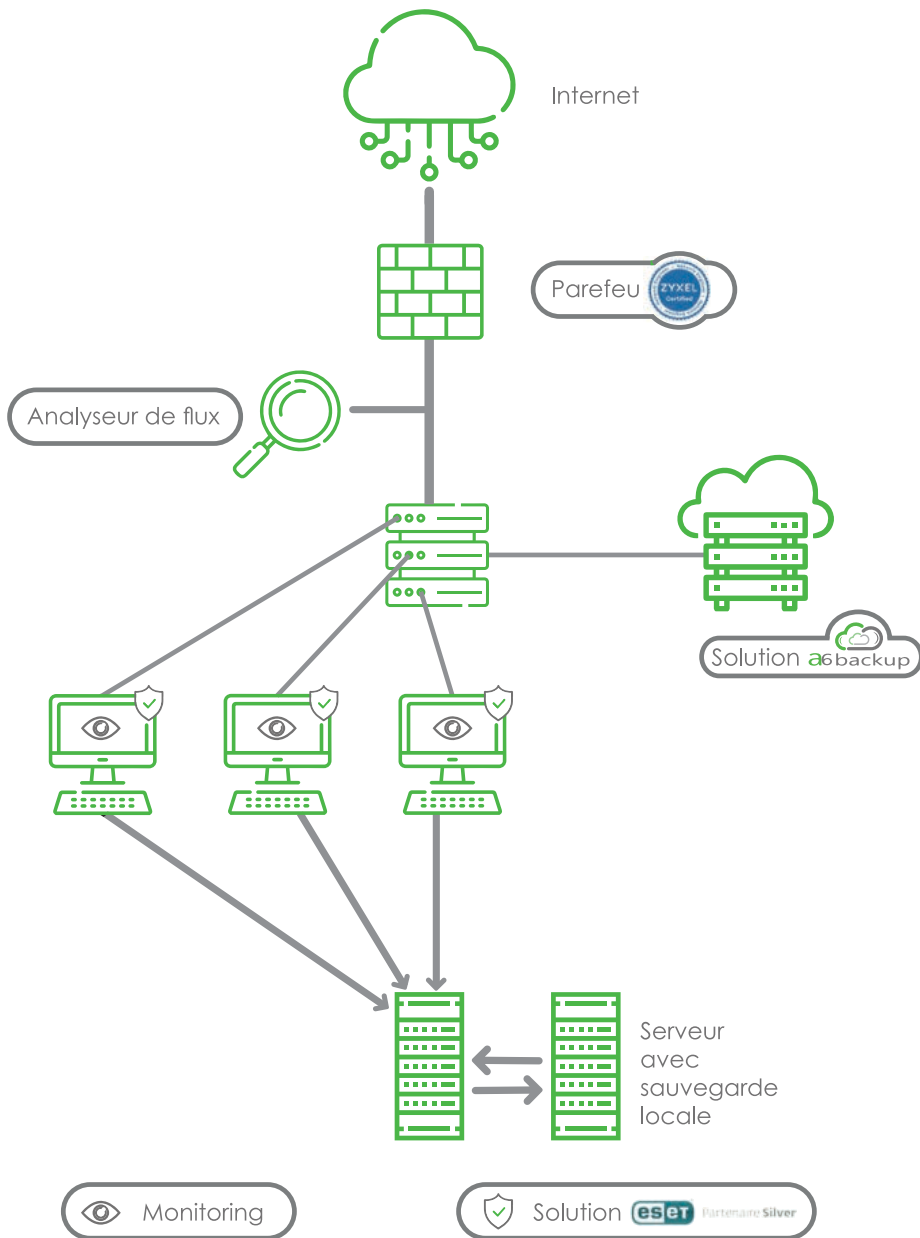 Internet
Parefeu
ZYXEL
Certified
Analyseur de flux
Solution a6backup
Serveur
avec
sauvegarde
locale
Monitoring
Solution eset Partenaire Silver